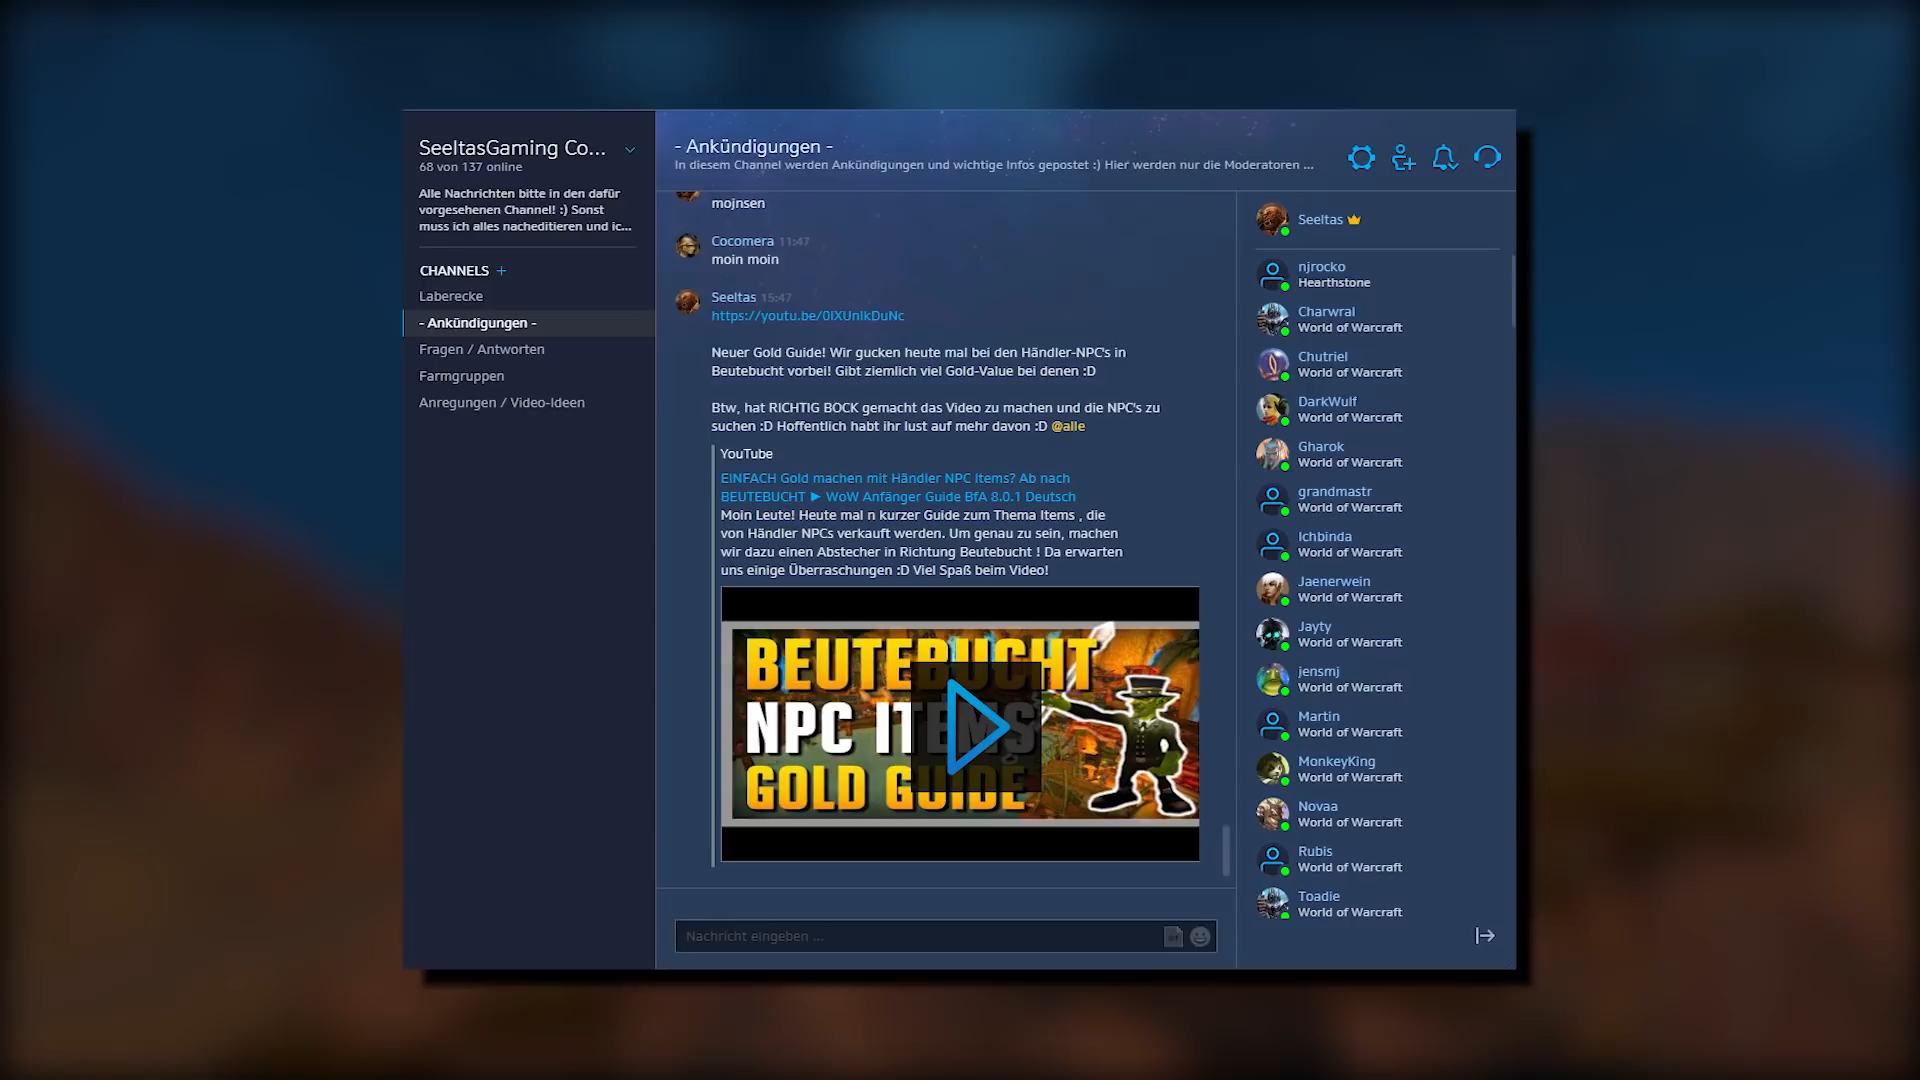 SeeltasGaming Co...
68 von 137 online
Alle Nachrichten bitte in den dafür
vorgesehenen Channel! :) Sonst
muss ich alles nacheditieren und ic...
CHANNELS +
Laberecke
- Ankündigungen -
Fragen / Antworten
Farmgruppen
Anregungen / Video-Ideen
- Ankündigungen -
In diesem Channel werden Ankündigungen und wichtige Infos gepostet :) Hier werden nur die Moderatoren ...
mojnsen
Cocomera 11:47
moin moin
Seeltas 15:47
https://youtu.be/0IXUnlkDuNc
Neuer Gold Guide! Wir gucken heute mal bei den Händler-NPC's in
Beutebucht vorbei! Gibt ziemlich viel Gold-Value bei denen :D
Btw, hat RICHTIG BOCK gemacht das Video zu machen und die NPC's zu
suchen :D Hoffentlich habt ihr lust auf mehr davon :D @alle
YouTube
EINFACH Gold machen mit Händler NPC Items? Ab nach
BEUTEBUCHT ► WoW Anfänger Guide BfA 8.0.1 Deutsch
Moin Leute! Heute mal n kurzer Guide zum Thema Items , die
von Händler NPCs verkauft werden. Um genau zu sein, machen
wir dazu einen Abstecher in Richtung Beutebucht ! Da erwarten
uns einige Überraschungen :D Viel Spaß beim Video!
BEUTEBUCHT
NPC ITEMS
GOLD GUIDE
Nachricht eingeben ...
Seeltas
njrocko
Hearthstone
Charwral
World of Warcraft
Chutriel
World of Warcraft
DarkWulf
World of Warcraft
Gharok
World of Warcraft
grandmastr
World of Warcraft
Ichbinda
World of Warcraft
Jaenerwein
World of Warcraft
Jayty
World of Warcraft
jensmj
World of Warcraft
Martin
World of Warcraft
MonkeyKing
World of Warcraft
Novaa
World of Warcraft
Rubis
World of Warcraft
Toadie
World of Warcraft